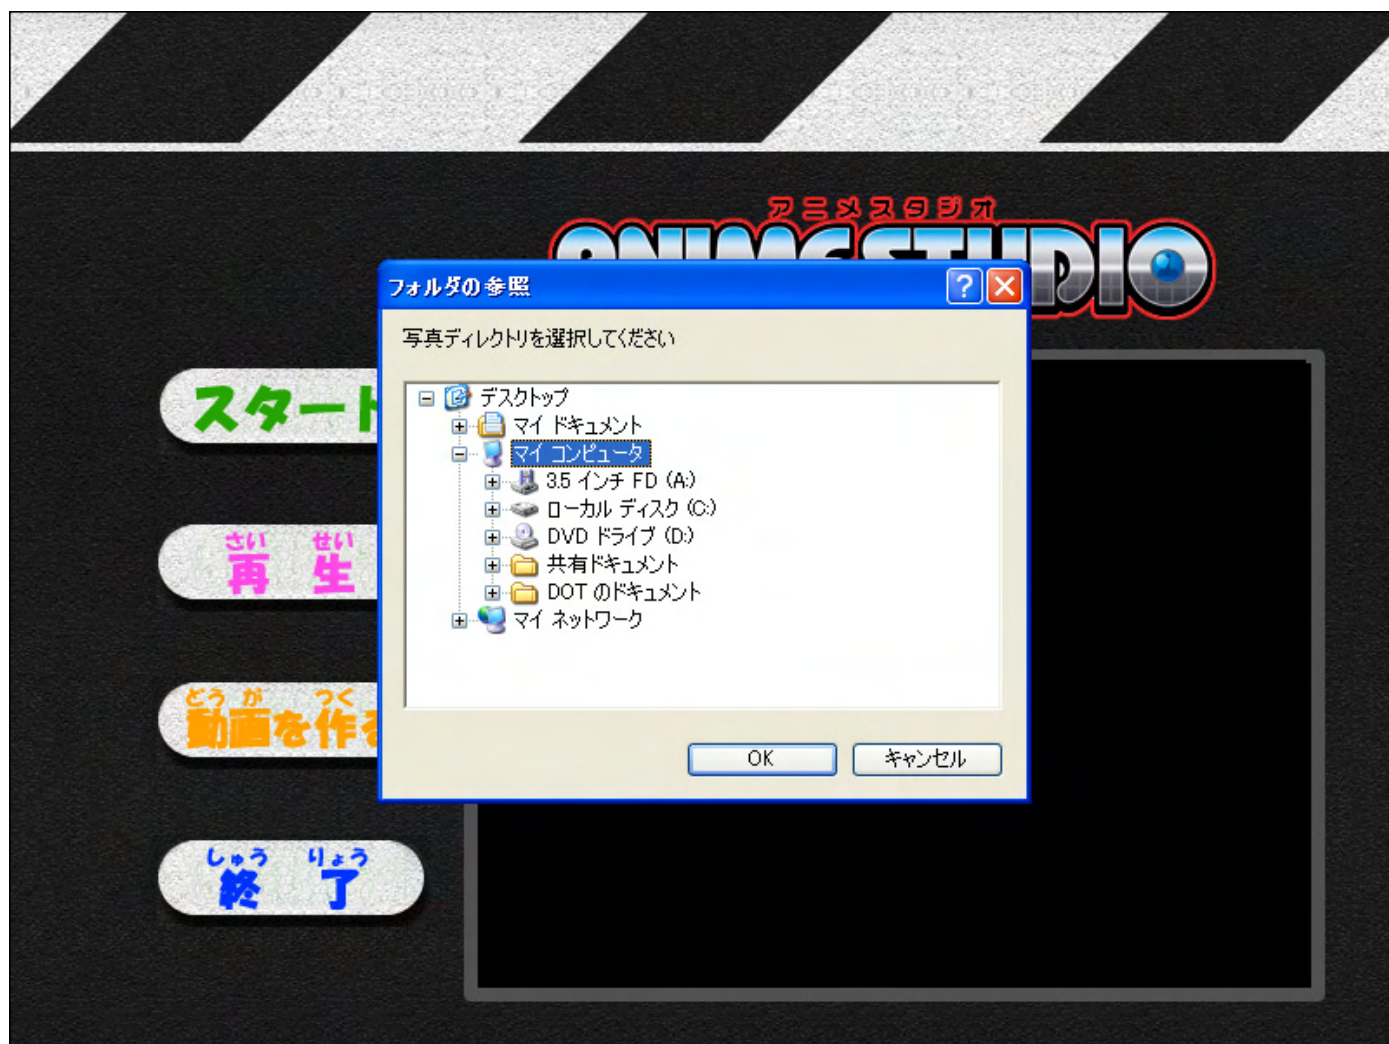 アニメスタジオ
ANIMESTUDIO
フォルダの参照
写真ディレクトリを選択してください
デスクトップ
マイ ドキュメント
マイ コンピュータ
3.5 インチ FD (A:)
ローカル ディスク (C:)
DVD ドライブ (D:)
共有ドキュメント
DOT のドキュメント
マイ ネットワーク
OK
キャンセル
スタート
さい せい
再生
どうが つく
動画を作る
しゅう りょう
終了